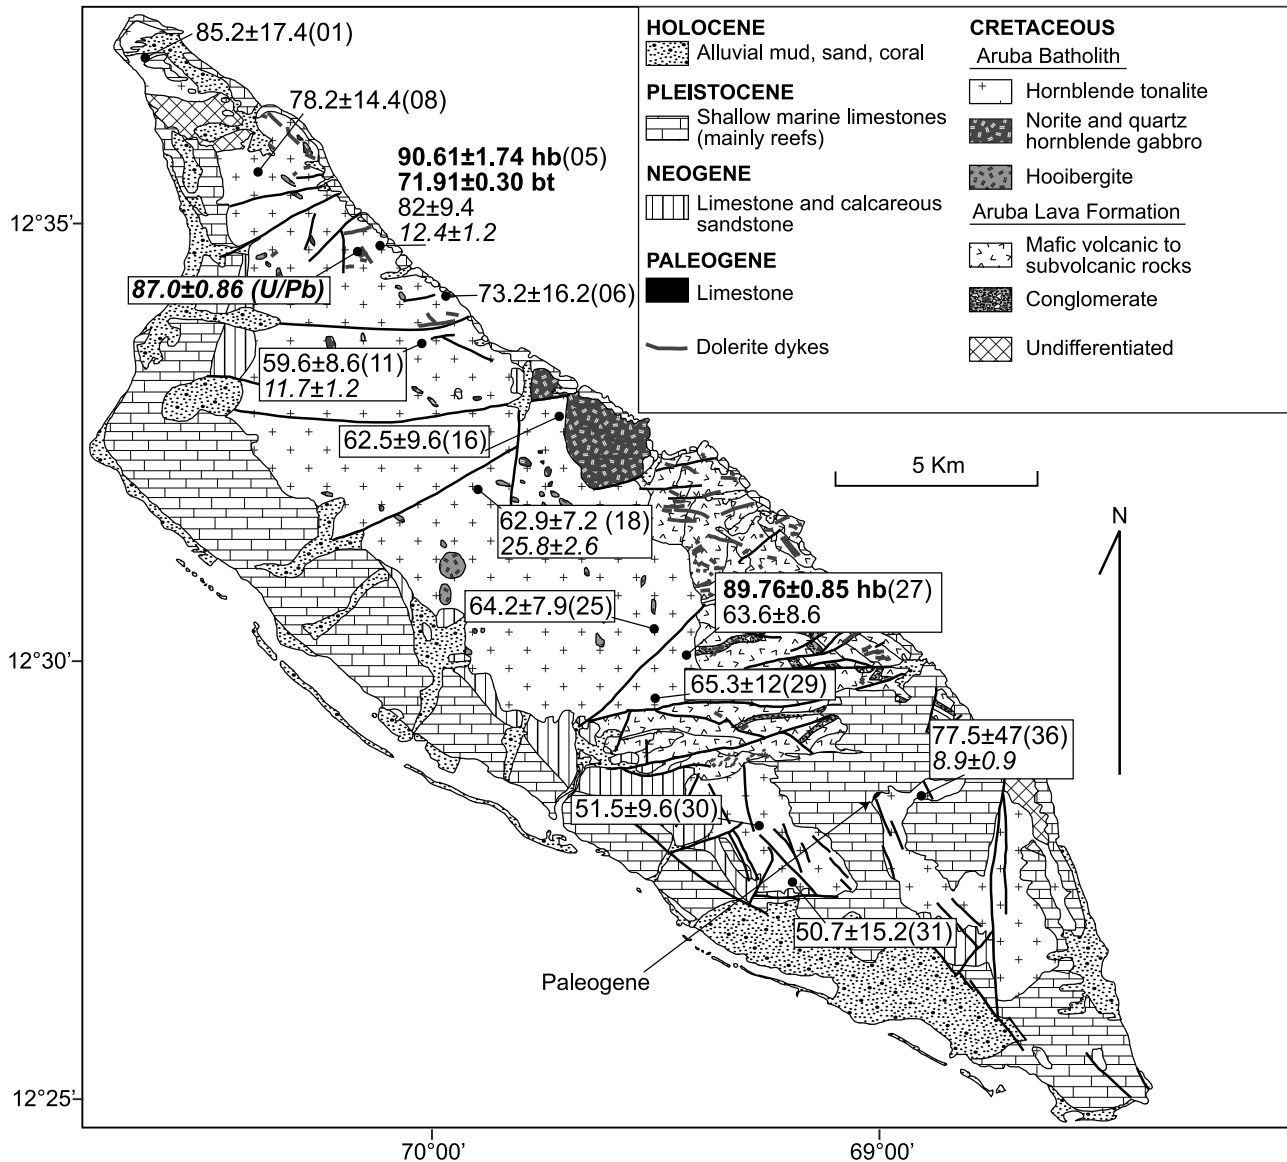 85.2±17.4(01)
78.2±14.4(08)
90.61±1.74 hb(05)
71.91±0.30 bt
82±9.4
12.4±1.2
87.0±0.86 (U/Pb)
73.2±16.2(06)
59.6±8.6(11)
11.7±1.2
62.5±9.6(16)
62.9±7.2 (18)
25.8±2.6
64.2±7.9(25)
89.76±0.85 hb(27)
63.6±8.6
65.3±12(29)
77.5±47(36)
8.9±0.9
51.5±9.6(30)
50.7±15.2(31)
Paleogene
HOLOCENE
Alluvial mud, sand, coral
PLEISTOCENE
Shallow marine limestones
(mainly reefs)
NEOGENE
Limestone and calcareous
sandstone
PALEOGENE
Limestone
Dolerite dykes
CRETACEOUS
Aruba Batholith
Hornblende tonalite
Norite and quartz
hornblende gabbro
Hooibergite
Aruba Lava Formation
Mafic volcanic to
subvolcanic rocks
Conglomerate
Undifferentiated
5 Km
N
12°35'
12°30'
12°25'
70°00'
69°00'